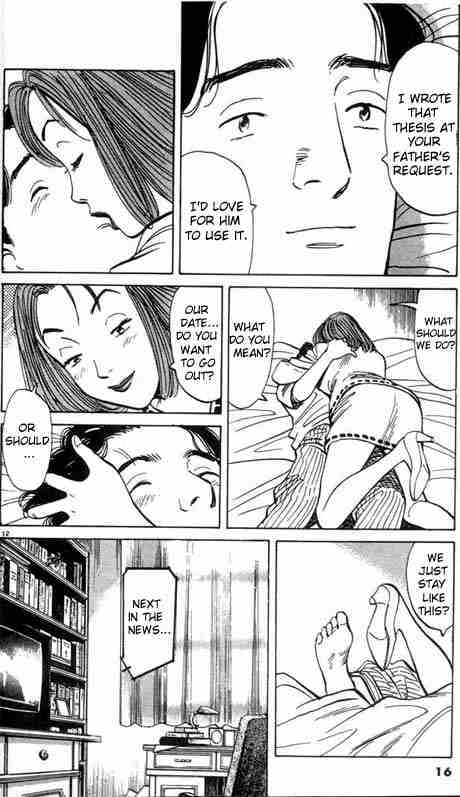 I WROTE
THAT
THESIS AT
YOUR
FATHER'S
REQUEST.
I'D LOVE
FOR HIM
TO USE IT.
WHAT
SHOULD
WE DO?
WHAT
DO YOU
MEAN?
OUR
DATE...
DO YOU
WANT
TO GO
OUT?
OR
SHOULD
...
12
WE
JUST
STAY
LIKE
THIS?
NEXT
IN THE
NEWS...
16